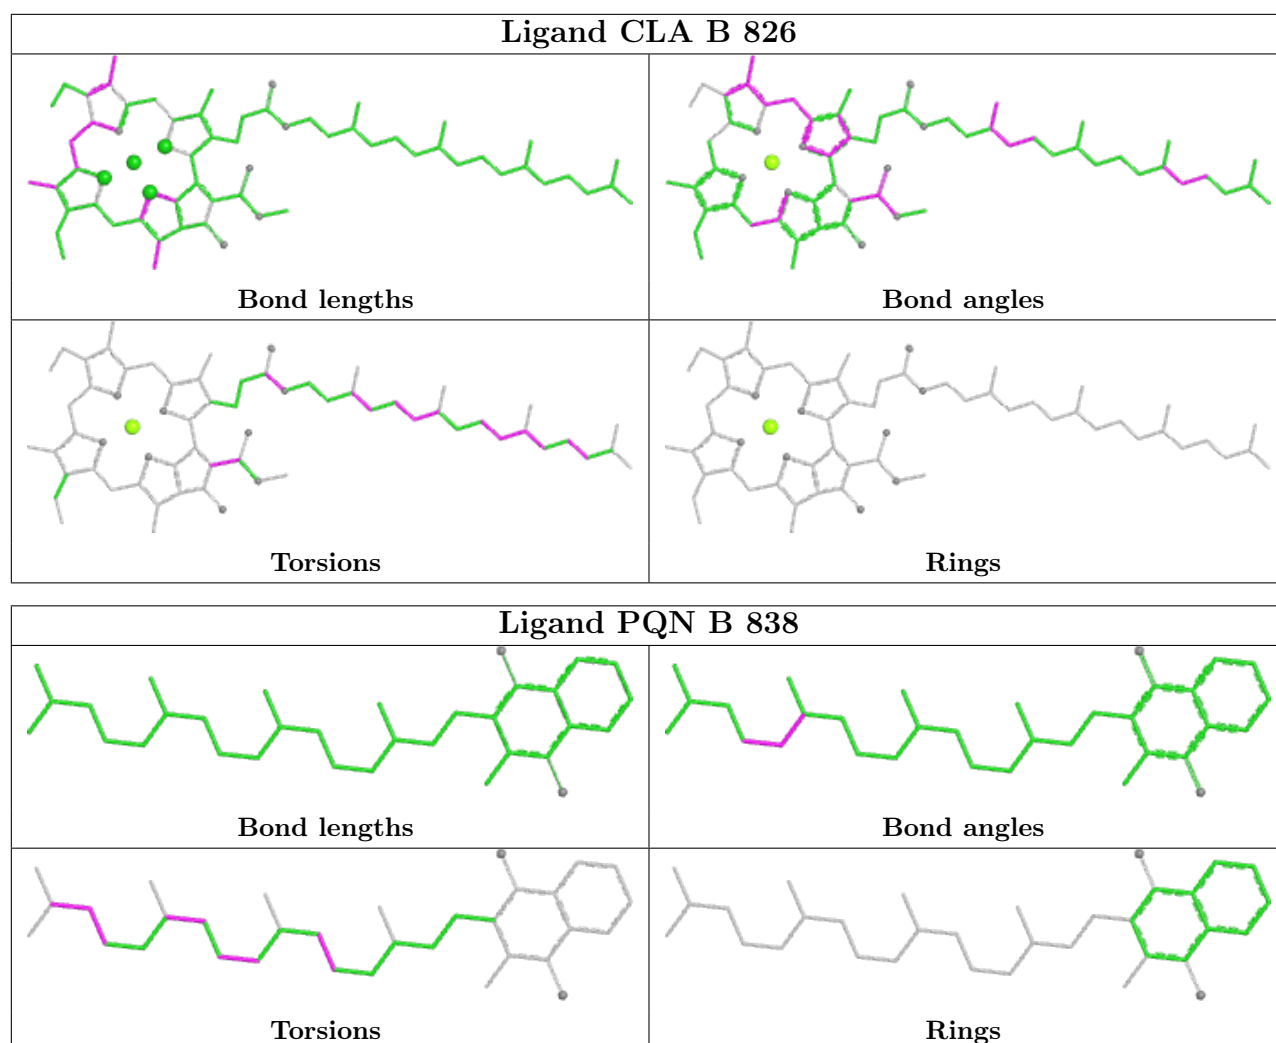 Ligand CLA B 826
Bond lengths
Bond angles
Torsions
Rings
Ligand PQN B 838
Bond lengths
Bond angles
Torsions
Rings